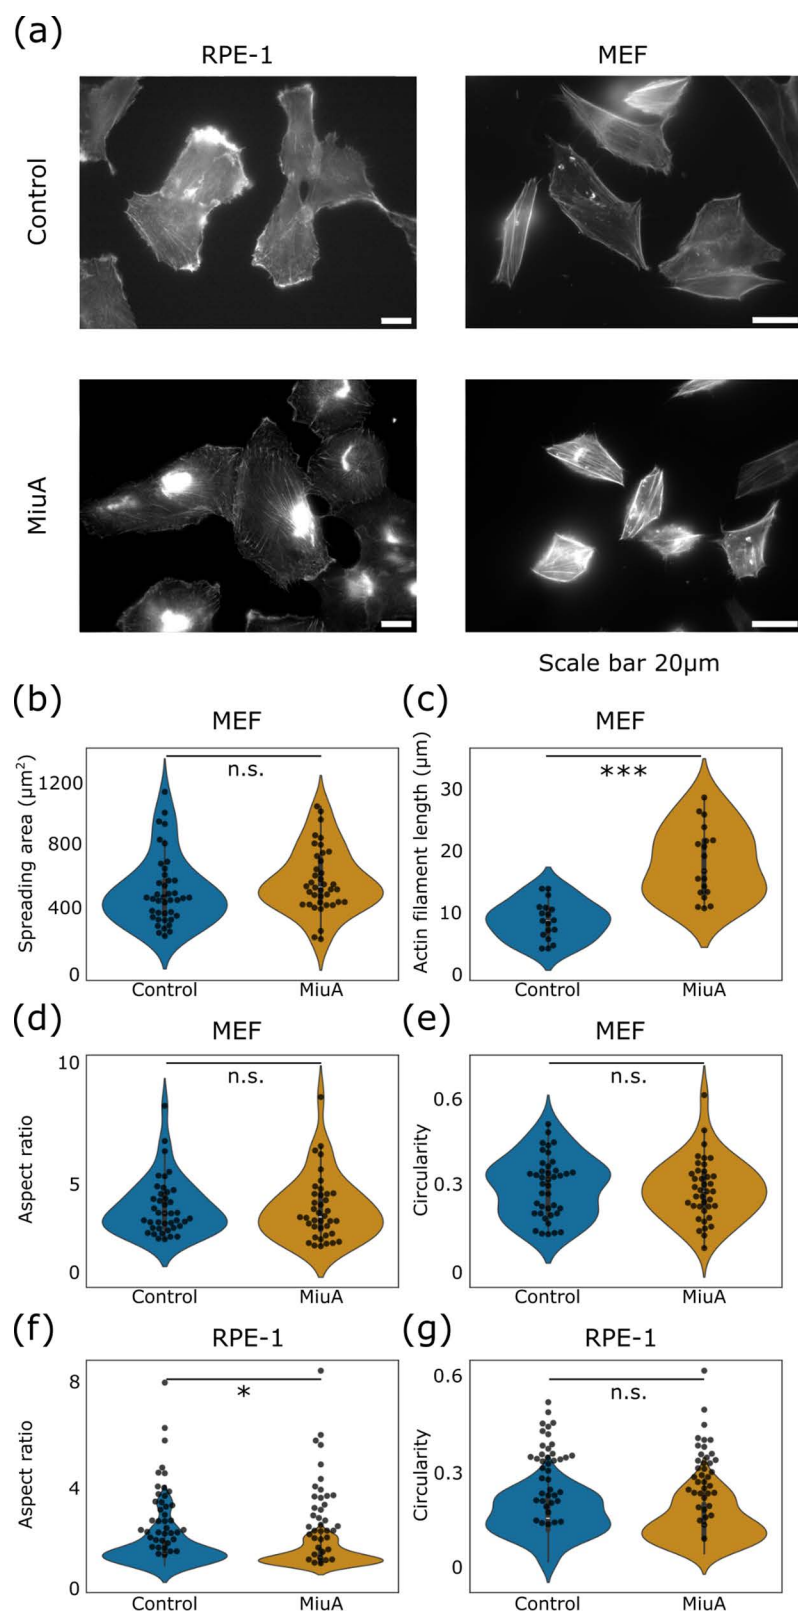 (a)
RPE-1 MEF
Control
MiuA
Scale bar 20µm
(b) (c)
MEF MEF
Spreading area (µm²)
1200
800
400
0
n.s.
Control MiuA
Actin filament length (µm)
30
20
10
0
***
Control MiuA
(d) (e)
MEF MEF
Aspect ratio
10
5
0
n.s.
Control MiuA
Circularity
0.6
0.3
0
n.s.
Control MiuA
(f) (g)
RPE-1 RPE-1
Aspect ratio
8
4
0
*
Control MiuA
Circularity
0.6
0.3
0
n.s.
Control MiuA